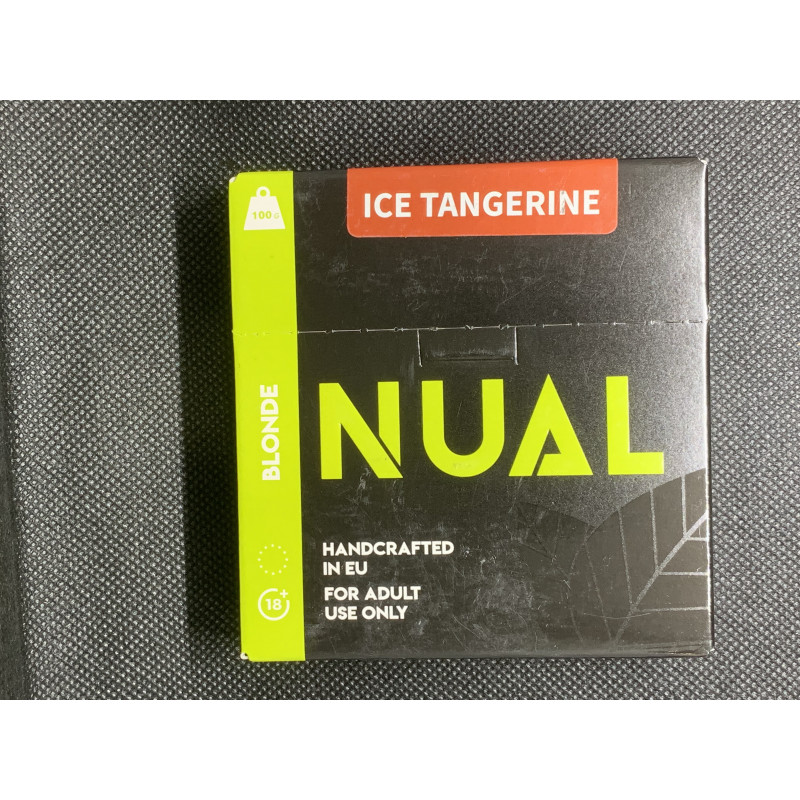 100G
ICE TANGERINE
BLONDE
NUAL
HANDCRAFTED
IN EU
FOR ADULT
USE ONLY
18+